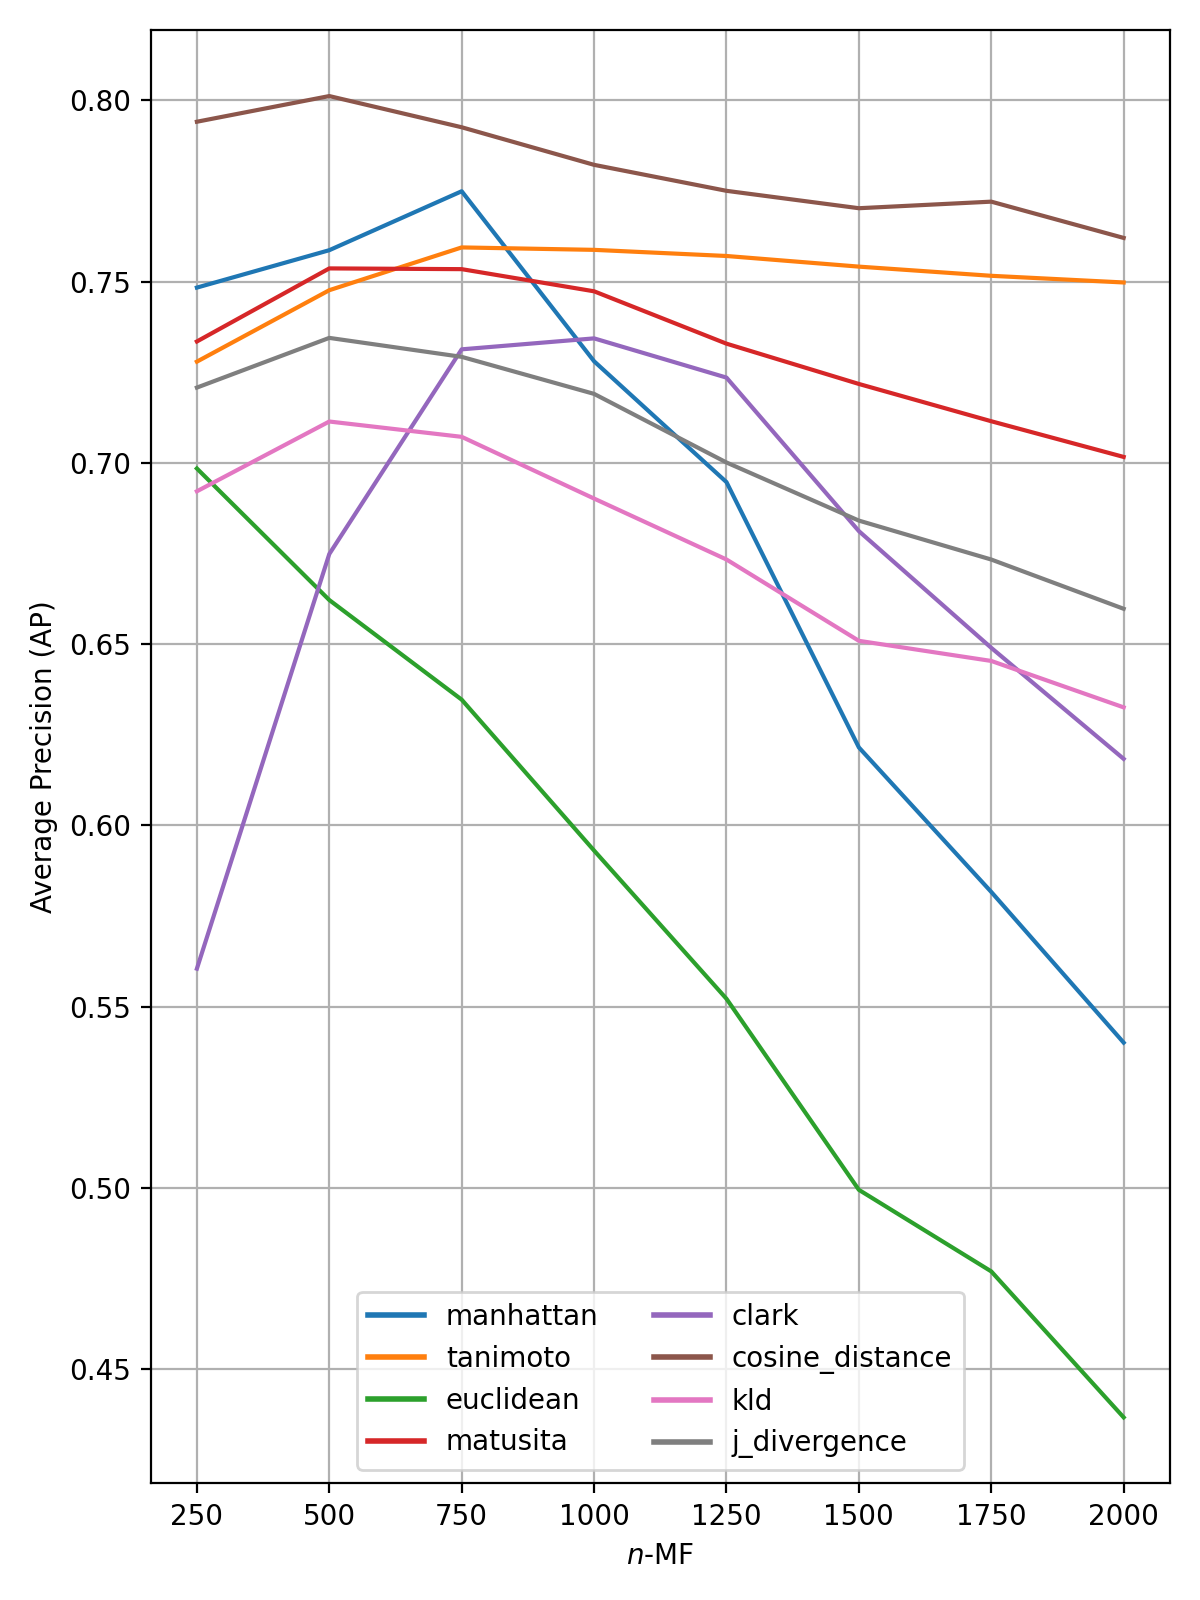 0.80
0.75
0.70
0.65
0.60
0.55
0.50
0.45
Average Precision (AP)
manhattan
tanimoto
euclidean
matusita
clark
cosine_distance
kld
j_divergence
250 500 750 1000 1250 1500 1750 2000
n-MF